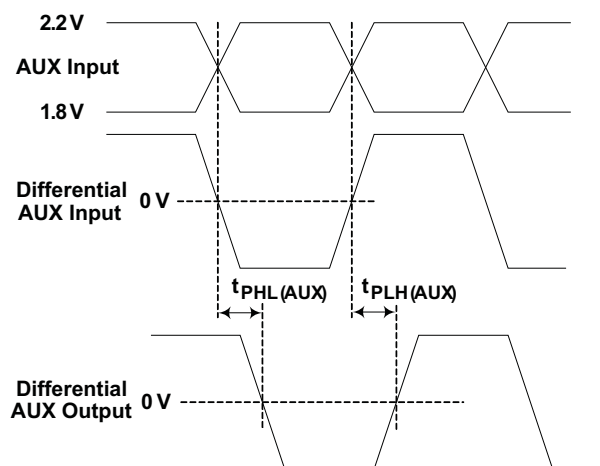 2.2 V
AUX Input
1.8 V
Differential
AUX Input
0 V
tPHL(AUX)
tPLH(AUX)
Differential
AUX Output
0 V